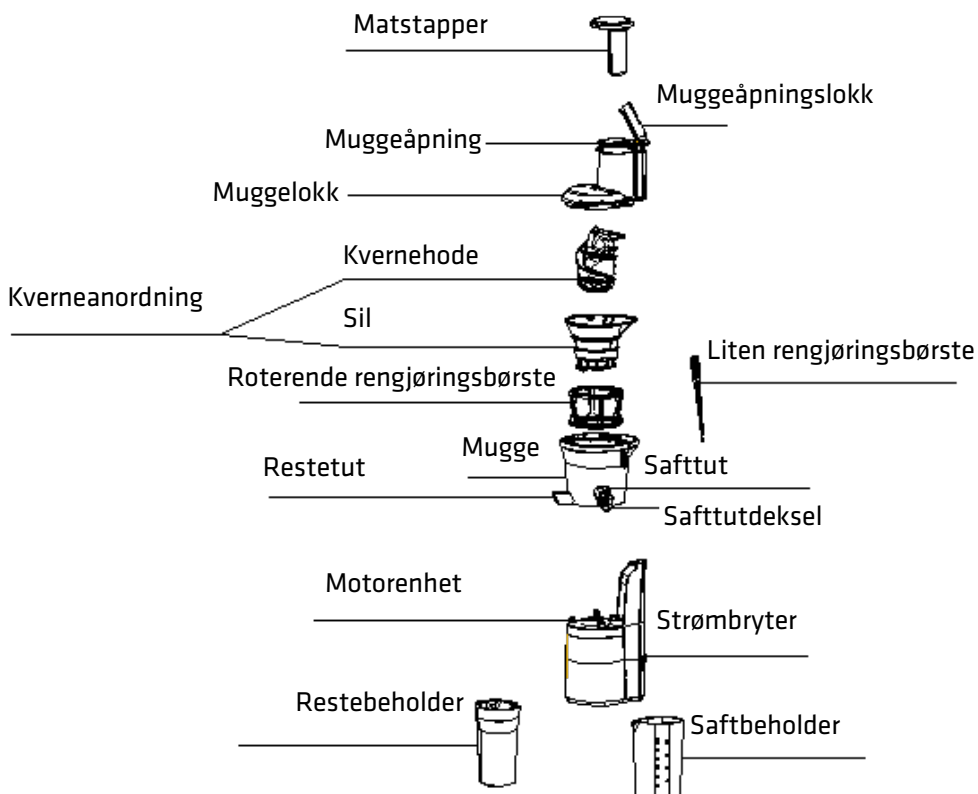 Matstapper
Muggeåpningslokk
Muggeåpning
Muggelokk
Kvernehode
Kverneanordning
Sil
Liten rengjøringsbørste
Roterende rengjøringsbørste
Mugge
Safttut
Restetut
Safttutdeksel
Motorenhet
Strømbryter
Restebeholder
Saftbeholder